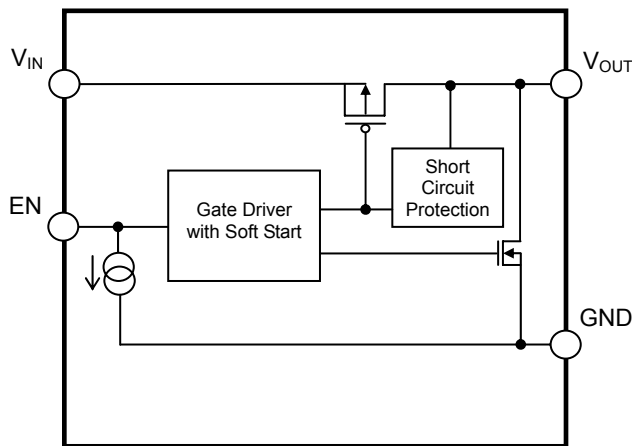 VIN
VOUT
Short
Circuit
Protection
EN
Gate Driver
with Soft Start
GND